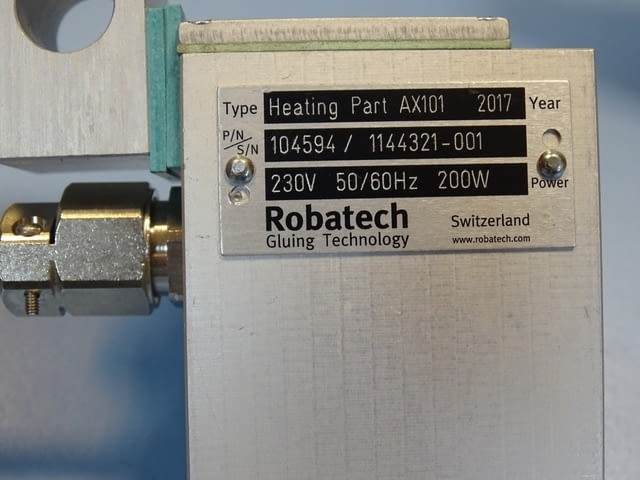 Type Heating Part AX101 2017 Year
P/N/S/N 104594 / 1144321-001
230V 50/60Hz 200W Power
Robatech Switzerland
Gluing Technology www.robatech.com